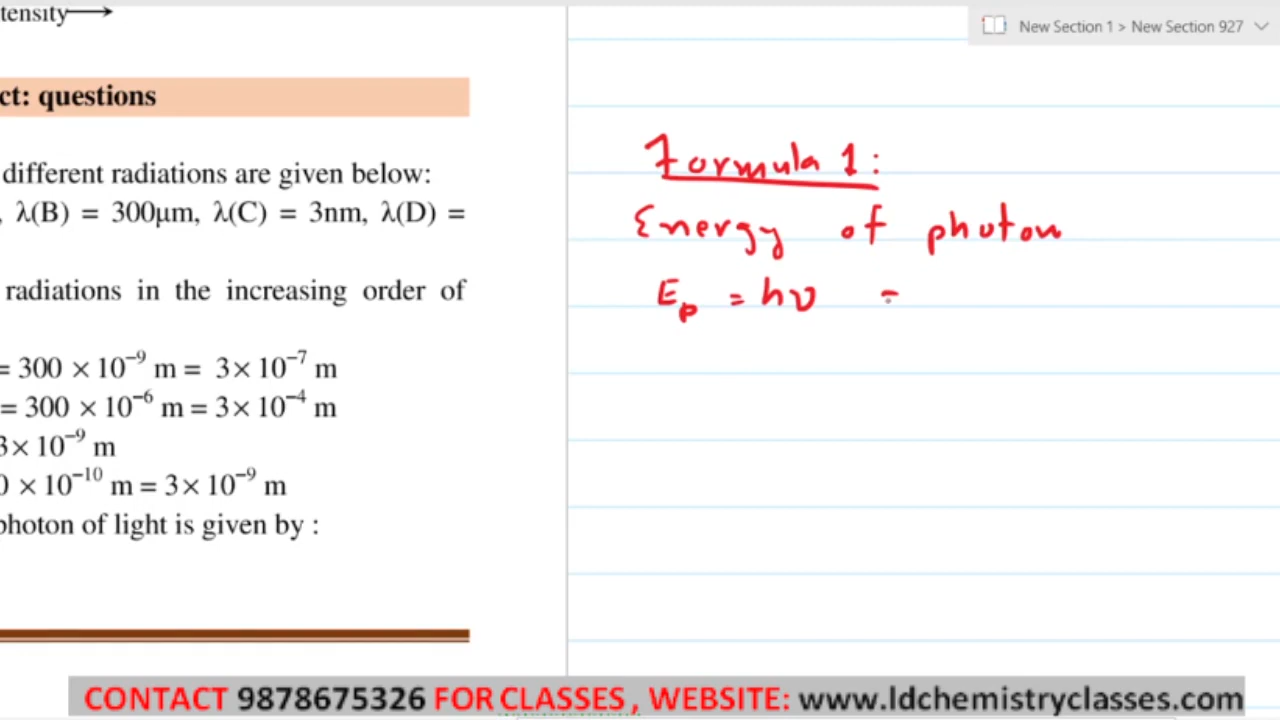 tensity→
New Section 1 > New Section 927
ct: questions
different radiations are given below:
, λ(B) = 300μm, λ(C) = 3nm, λ(D) =
radiations in the increasing order of
= 300 × 10⁻⁹ m = 3× 10⁻⁷ m
= 300 × 10⁻⁶ m = 3× 10⁻⁴ m
3× 10⁻⁹ m
0 × 10⁻¹⁰ m = 3× 10⁻⁹ m
photon of light is given by :
Formula 1:
Energy of photon
Eₚ = hυ =
CONTACT 9878675326 FOR CLASSES , WEBSITE: www.ldchemistryclasses.com